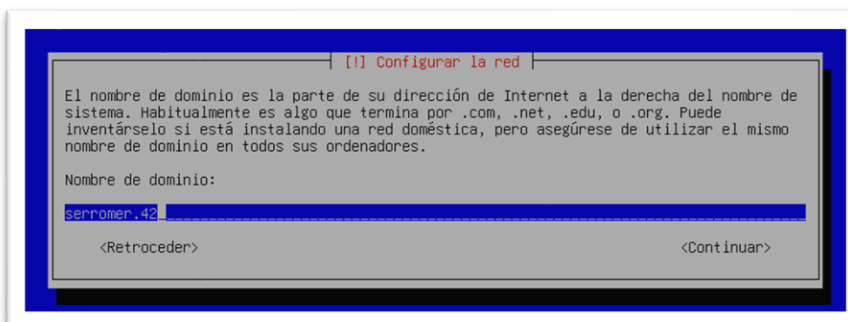 [!] Configurar la red
El nombre de dominio es la parte de su dirección de Internet a la derecha del nombre de
sistema. Habitualmente es algo que termina por .com, .net, .edu, o .org. Puede
inventárselo si está instalando una red doméstica, pero asegúrese de utilizar el mismo
nombre de dominio en todos sus ordenadores.
Nombre de dominio:
serromer.42
<Retroceder> <Continuar>